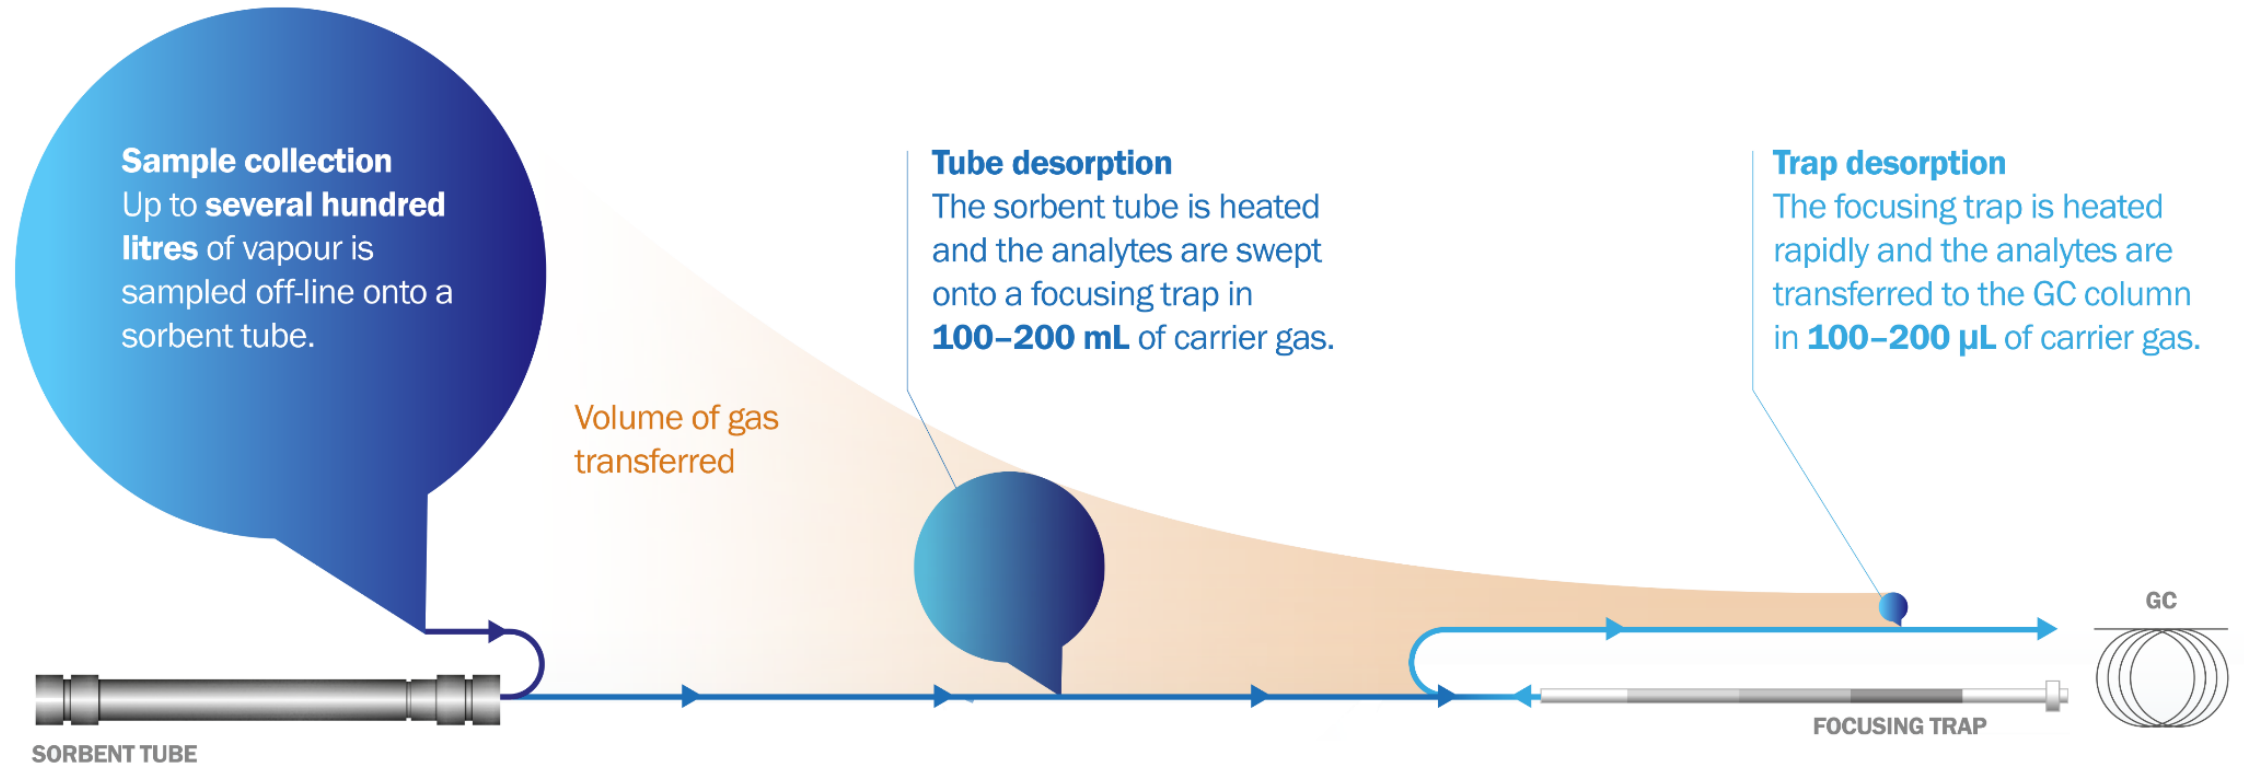 Sample collection
Up to several hundred
litres of vapour is
sampled off-line onto a
sorbent tube.
Volume of gas
transferred
Tube desorption
The sorbent tube is heated
and the analytes are swept
onto a focusing trap in
100–200 mL of carrier gas.
Trap desorption
The focusing trap is heated
rapidly and the analytes are
transferred to the GC column
in 100–200 µL of carrier gas.
GC
FOCUSING TRAP
SORBENT TUBE